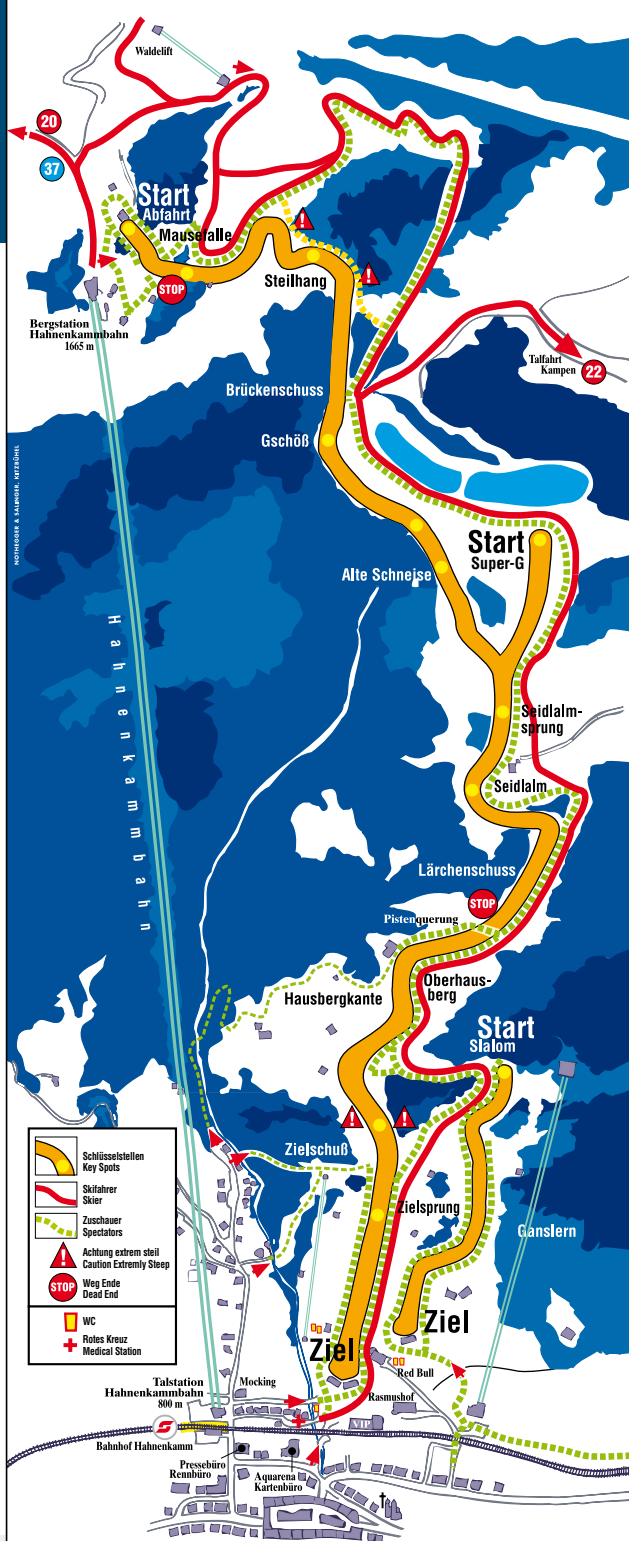 Waldelift
20
37
Start
Abfahrt
Mausefalle
!
STOP
Steilhang
!
Bergstation
Hahnenkammbahn
1665 m
Talfahrt
Kampen
22
Brückenschuss
Gschöß
NOTHEGGER & SALINGER, KITZBÜHEL
Start
Super-G
Alte Schneise
Hahnenkammbahn
Seidlalm-
sprung
Seidlalm
Lärchenschuss
STOP
Pistenquerung
Hausbergkante
Oberhaus-
berg
Start
Slalom
!
!
Zielschuß
Zielsprung
Ganslern
Schlüsselstellen
Key Spots
Skifahrer
Skier
Zuschauer
Spectators
!
Achtung extrem steil
Caution Extremly Steep
STOP
Weg Ende
Dead End
WC
Rotes Kreuz
Medical Station
Ziel
Ziel
Red Bull
Talstation
Hahnenkammbahn
800 m
Mocking
Rasmushof
VIP
S
Bahnhof Hahnenkamm
Pressebüro
Rennbüro
Aquarena
Kartenbüro